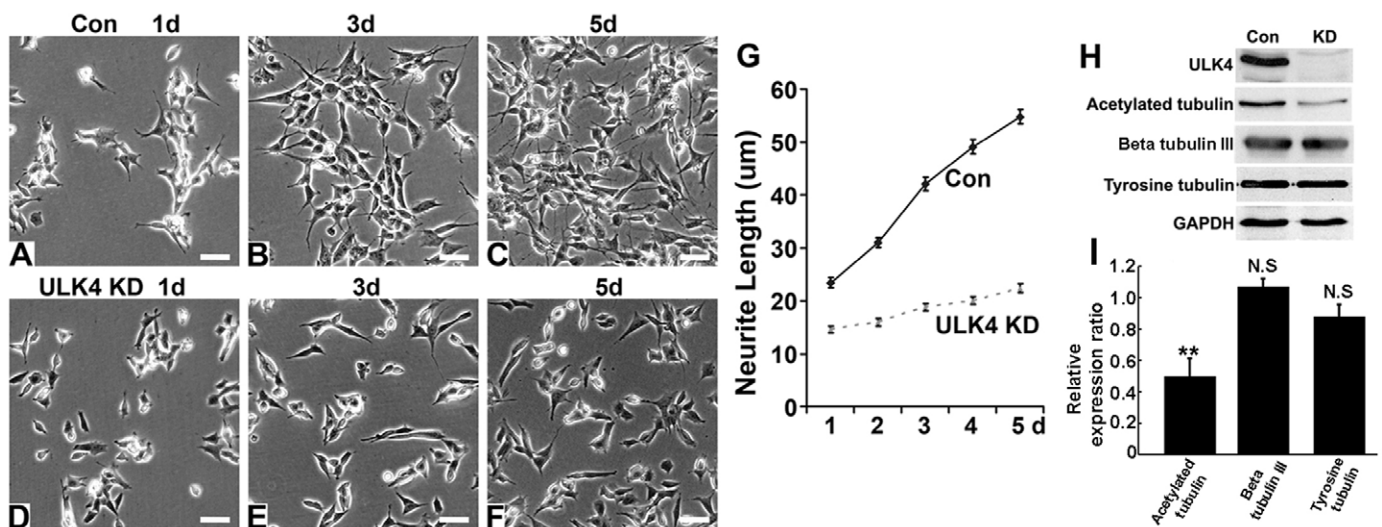 Con 1d
3d
5d
A
B
C
ULK4 KD 1d
3d
5d
D
E
F
G
Neurite Length (um)
60
50
40
30
20
10
0
Con
ULK4 KD
1 2 3 4 5 d
H
Con KD
ULK4
Acetylated tubulin
Beta tubulin III
Tyrosine tubulin
GAPDH
I
Relative
expression ratio
1.2
1.0
0.8
0.6
0.4
0.2
0
**
N.S
N.S
Acetylated
tubulin
Beta
tubulin III
Tyrosine
tubulin